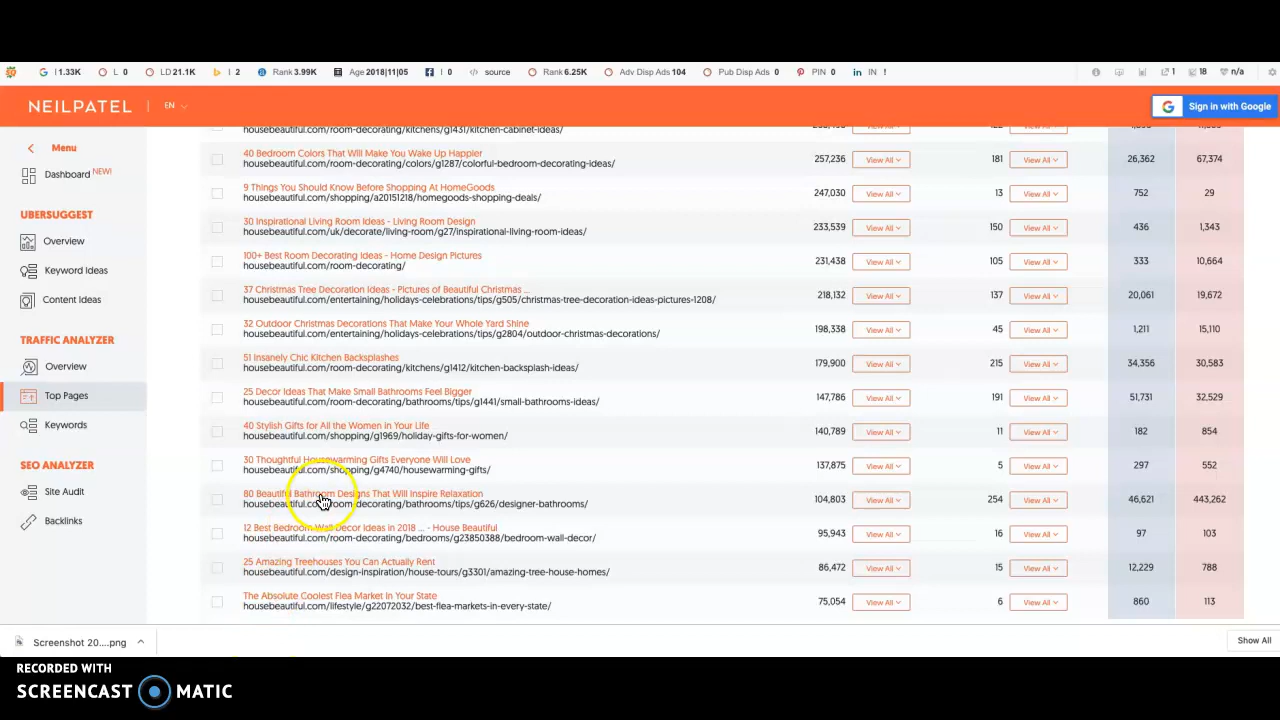 I 1.33K L 0 LD 21.1K I 2 Rank 3.99K Age 2018|11|05 I 0 source Rank 6.25K Adv Disp Ads 104 Pub Disp Ads 0 PIN 0 IN ! 1 18 n/a
NEILPATEL EN Sign in with Google
housebeautiful.com/room-decorating/kitchens/g1431/kitchen-cabinet-ideas/ View All View All
Menu
40 Bedroom Colors That Will Make You Wake Up Happier
housebeautiful.com/room-decorating/colors/g1287/colorful-bedroom-decorating-ideas/ 257,236 View All 181 View All 26,362 67,374
Dashboard NEW!
9 Things You Should Know Before Shopping At HomeGoods
housebeautiful.com/shopping/a20151218/homegoods-shopping-deals/ 247,030 View All 13 View All 752 29
UBERSUGGEST
30 Inspirational Living Room Ideas - Living Room Design
housebeautiful.com/uk/decorate/living-room/g27/inspirational-living-room-ideas/ 233,539 View All 150 View All 436 1,343
Overview
100+ Best Room Decorating Ideas - Home Design Pictures
housebeautiful.com/room-decorating/ 231,438 View All 105 View All 333 10,664
Keyword Ideas
37 Christmas Tree Decoration Ideas - Pictures of Beautiful Christmas ...
housebeautiful.com/entertaining/holidays-celebrations/tips/g505/christmas-tree-decoration-ideas-pictures-1208/ 218,132 View All 137 View All 20,061 19,672
Content Ideas
32 Outdoor Christmas Decorations That Make Your Whole Yard Shine
housebeautiful.com/entertaining/holidays-celebrations/tips/g2804/outdoor-christmas-decorations/ 198,338 View All 45 View All 1,211 15,110
TRAFFIC ANALYZER
51 Insanely Chic Kitchen Backsplashes
housebeautiful.com/room-decorating/kitchens/g1412/kitchen-backsplash-ideas/ 179,900 View All 215 View All 34,356 30,583
Overview
25 Decor Ideas That Make Small Bathrooms Feel Bigger
housebeautiful.com/room-decorating/bathrooms/tips/g1441/small-bathrooms-ideas/ 147,786 View All 191 View All 51,731 32,529
Top Pages
40 Stylish Gifts for All the Women in Your Life
housebeautiful.com/shopping/g1969/holiday-gifts-for-women/ 140,789 View All 11 View All 182 854
Keywords
30 Thoughtful Housewarming Gifts Everyone Will Love
housebeautiful.com/shopping/g4740/housewarming-gifts/ 137,875 View All 5 View All 297 552
SEO ANALYZER
80 Beautiful Bathroom Designs That Will Inspire Relaxation
housebeautiful.com/room-decorating/bathrooms/tips/g626/designer-bathrooms/ 104,803 View All 254 View All 46,621 443,262
Site Audit
12 Best Bedroom Wall Decor Ideas in 2018 ... - House Beautiful
housebeautiful.com/room-decorating/bedrooms/g23850388/bedroom-wall-decor/ 95,943 View All 16 View All 97 103
Backlinks
25 Amazing Treehouses You Can Actually Rent
housebeautiful.com/design-inspiration/house-tours/g3301/amazing-tree-house-homes/ 86,472 View All 15 View All 12,229 788
The Absolute Coolest Flea Market In Your State
housebeautiful.com/lifestyle/g22072032/best-flea-markets-in-every-state/ 75,054 View All 6 View All 860 113
Screenshot 20....png Show All
RECORDED WITH
SCREENCAST MATIC